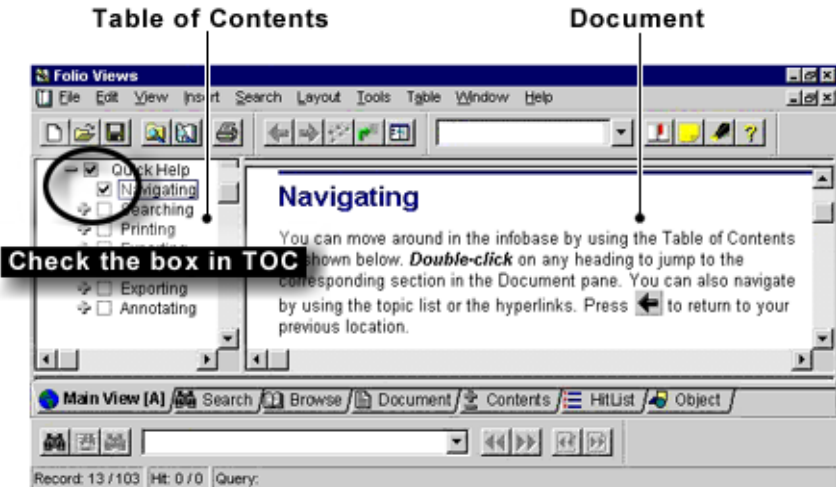 Table of Contents
Document
Folio Views
File Edit View Insert Search Layout Tools Table Window Help
Quick Help
Navigating
Searching
Printing
Check the box in TOC
Exporting
Annotating
Navigating
You can move around in the infobase by using the Table of Contents
shown below. Double-click on any heading to jump to the
corresponding section in the Document pane. You can also navigate
by using the topic list or the hyperlinks. Press to return to your
previous location.
Main View [A] Search Browse Document Contents HitList Object
Record: 13 / 103 Hit: 0 / 0 Query: